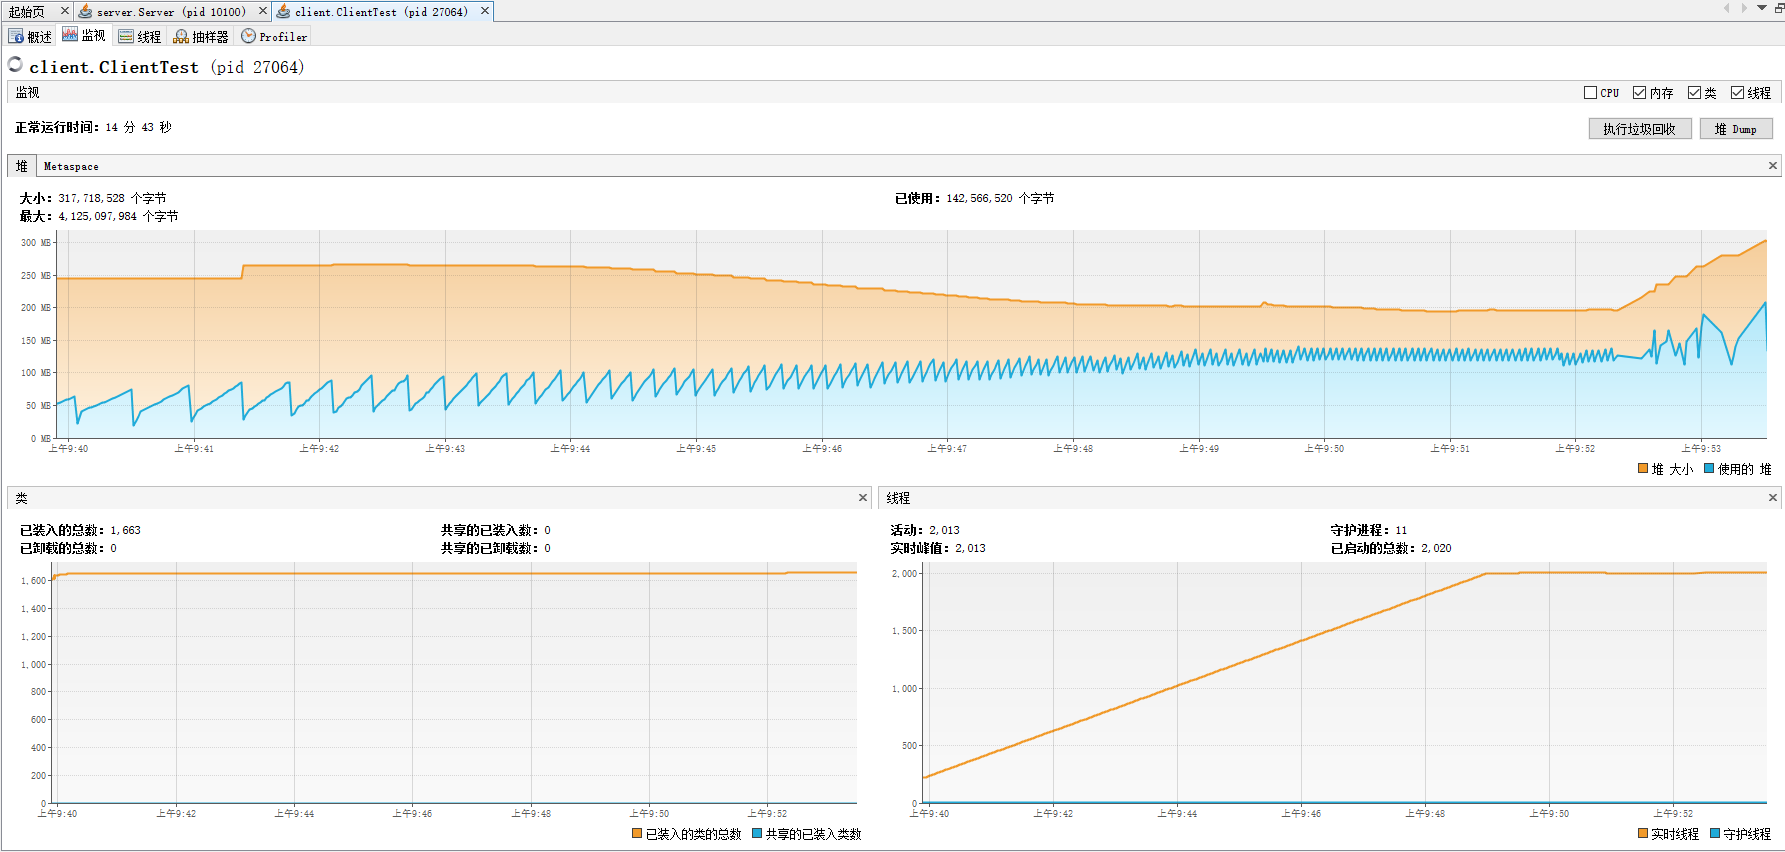 起始页 server.Server (pid 10100) client.ClientTest (pid 27064)
概述 监视 线程 抽样器 Profiler
client.ClientTest (pid 27064)
监视 CPU 内存 类 线程
正常运行时间: 14 分 43 秒
执行垃圾回收 堆 Dump
堆 Metaspace
大小: 317,718,528 个字节 已使用: 142,566,520 个字节
最大: 4,125,097,984 个字节
300 MB
250 MB
200 MB
150 MB
100 MB
50 MB
0 MB
上午9:40 上午9:41 上午9:42 上午9:43 上午9:44 上午9:45 上午9:46 上午9:47 上午9:48 上午9:49 上午9:50 上午9:51 上午9:52 上午9:53
堆 大小 使用的 堆
类
已装入的总数: 1,663 共享的已装入数: 0
已卸载的总数: 0 共享的已卸载数: 0
1,600
1,400
1,200
1,000
800
600
400
200
0
上午9:40 上午9:42 上午9:44 上午9:46 上午9:48 上午9:50 上午9:52
已装入的类的总数 共享的已装入类数
线程
活动: 2,013 守护进程: 11
实时峰值: 2,013 已启动的总数: 2,020
2,000
1,500
1,000
500
0
上午9:40 上午9:42 上午9:44 上午9:46 上午9:48 上午9:50 上午9:52
实时线程 守护线程